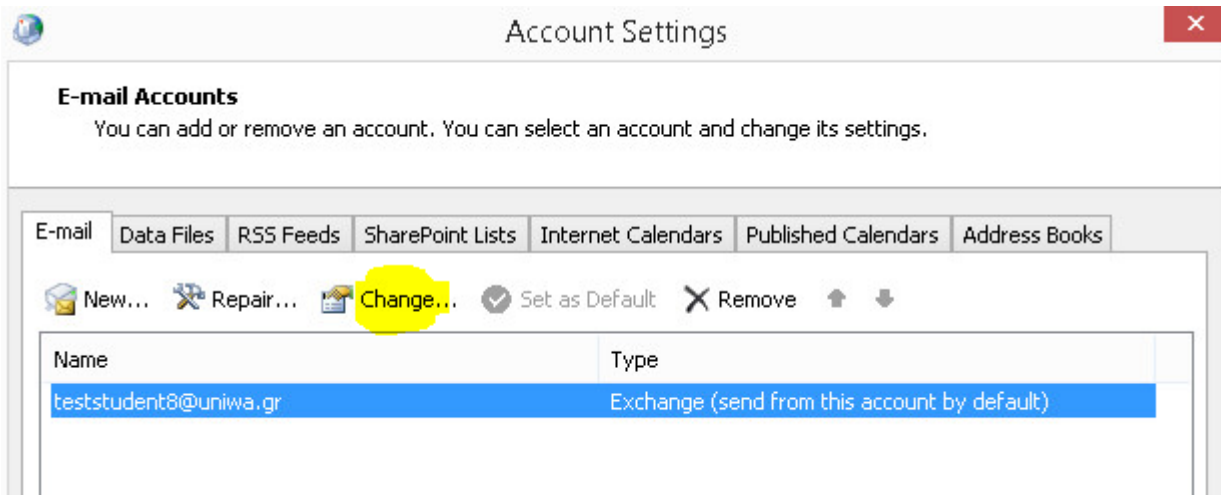 Account Settings
E-mail Accounts
You can add or remove an account. You can select an account and change its settings.
E-mail Data Files RSS Feeds SharePoint Lists Internet Calendars Published Calendars Address Books
New... Repair... Change... Set as Default Remove
Name Type
teststudent8@uniwa.gr Exchange (send from this account by default)